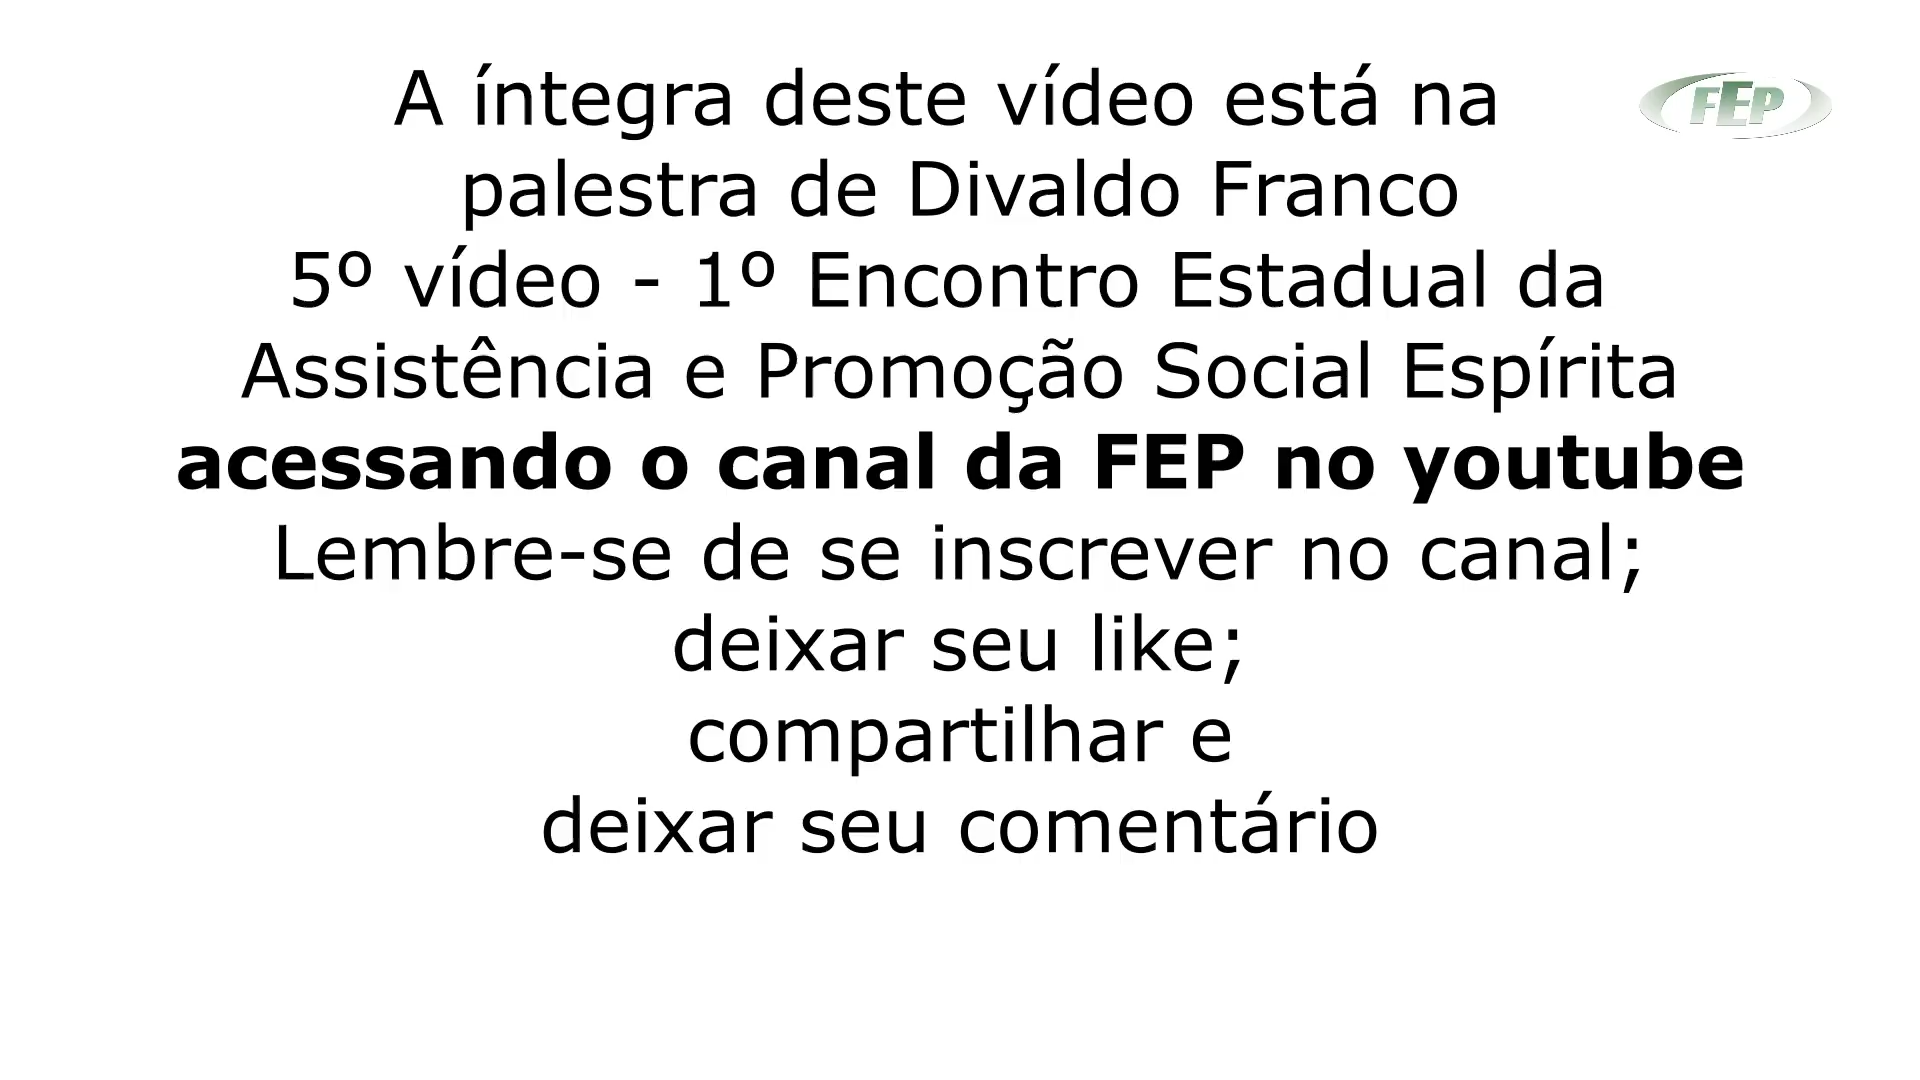 A íntegra deste vídeo está na
FEP
palestra de Divaldo Franco
5º vídeo - 1º Encontro Estadual da
Assistência e Promoção Social Espírita
acessando o canal da FEP no youtube
Lembre-se de se inscrever no canal;
deixar seu like;
compartilhar e
deixar seu comentário